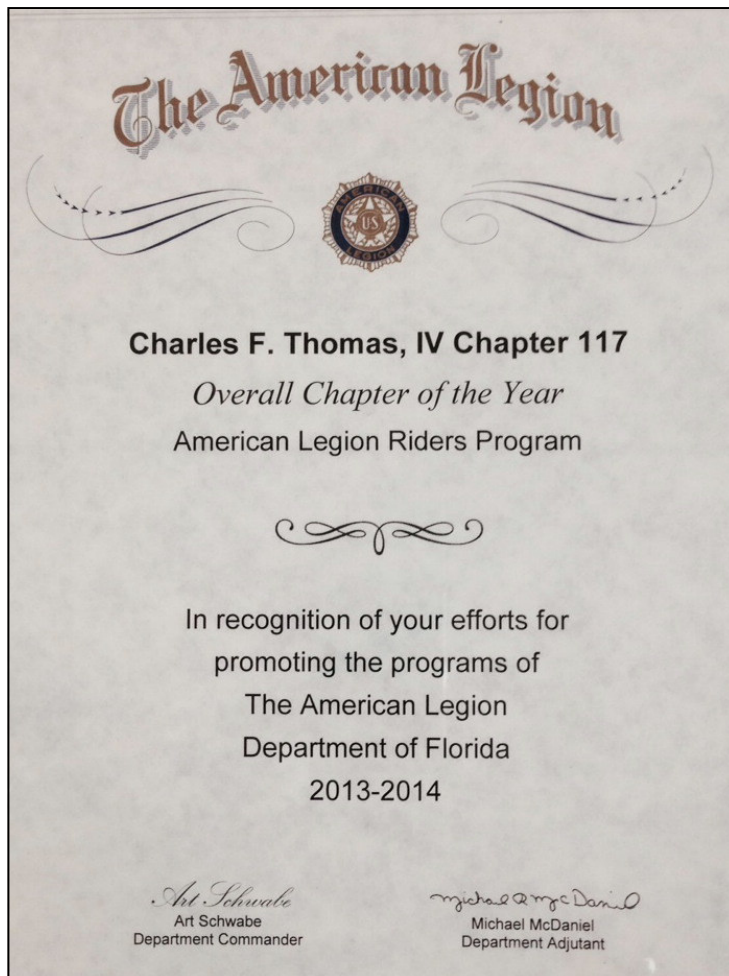 The American Legion
AMERICAN
US
LEGION
Charles F. Thomas, IV Chapter 117
Overall Chapter of the Year
American Legion Riders Program
In recognition of your efforts for
promoting the programs of
The American Legion
Department of Florida
2013-2014
Art Schwabe
Art Schwabe
Department Commander
Michael R McDaniel
Michael McDaniel
Department Adjutant